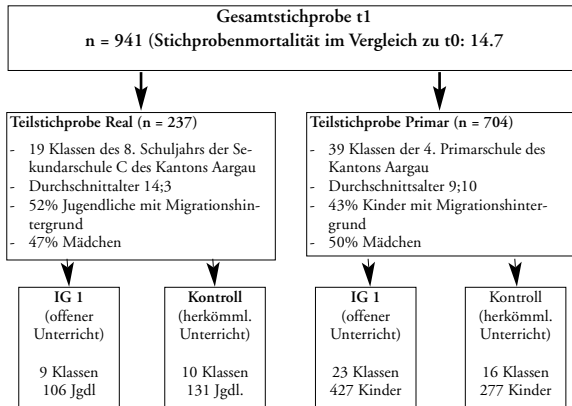 Gesamtstichprobe t1
n = 941 (Stichprobenmortalität im Vergleich zu t0: 14.7
Teilstichprobe Real (n = 237)
- 19 Klassen des 8. Schuljahrs der Se-
kundarschule C des Kantons Aargau
- Durchschnittalter 14;3
- 52% Jugendliche mit Migrationshin-
tergrund
- 47% Mädchen
Teilstichprobe Primar (n = 704)
- 39 Klassen der 4. Primarschule des
Kantons Aargau
- Durchschnittsalter 9;10
- 43% Kinder mit Migrationshinter-
grund
- 50% Mädchen
IG 1
(offener
Unterricht)
9 Klassen
106 Jgdl
Kontroll
(herkömml.
Unterricht)
10 Klassen
131 Jgdl.
IG 1
(offener
Unterricht)
23 Klassen
427 Kinder
Kontroll
(herkömml.
Unterricht)
16 Klassen
277 Kinder